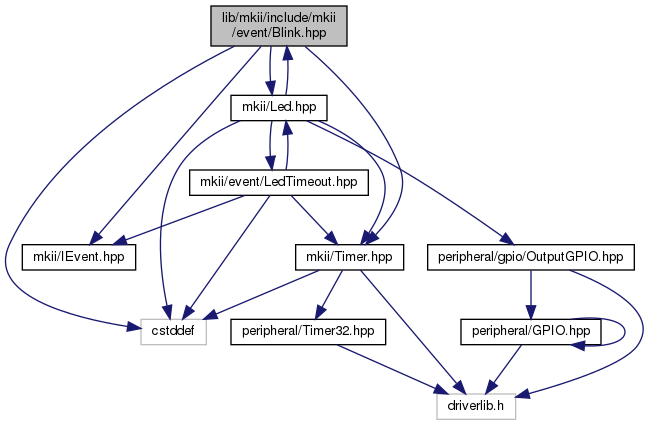 lib/mkii/include/mkii
/event/Blink.hpp
mkii/Led.hpp
mkii/event/LedTimeout.hpp
mkii/IEvent.hpp
mkii/Timer.hpp
peripheral/gpio/OutputGPIO.hpp
cstddef
peripheral/Timer32.hpp
peripheral/GPIO.hpp
driverlib.h